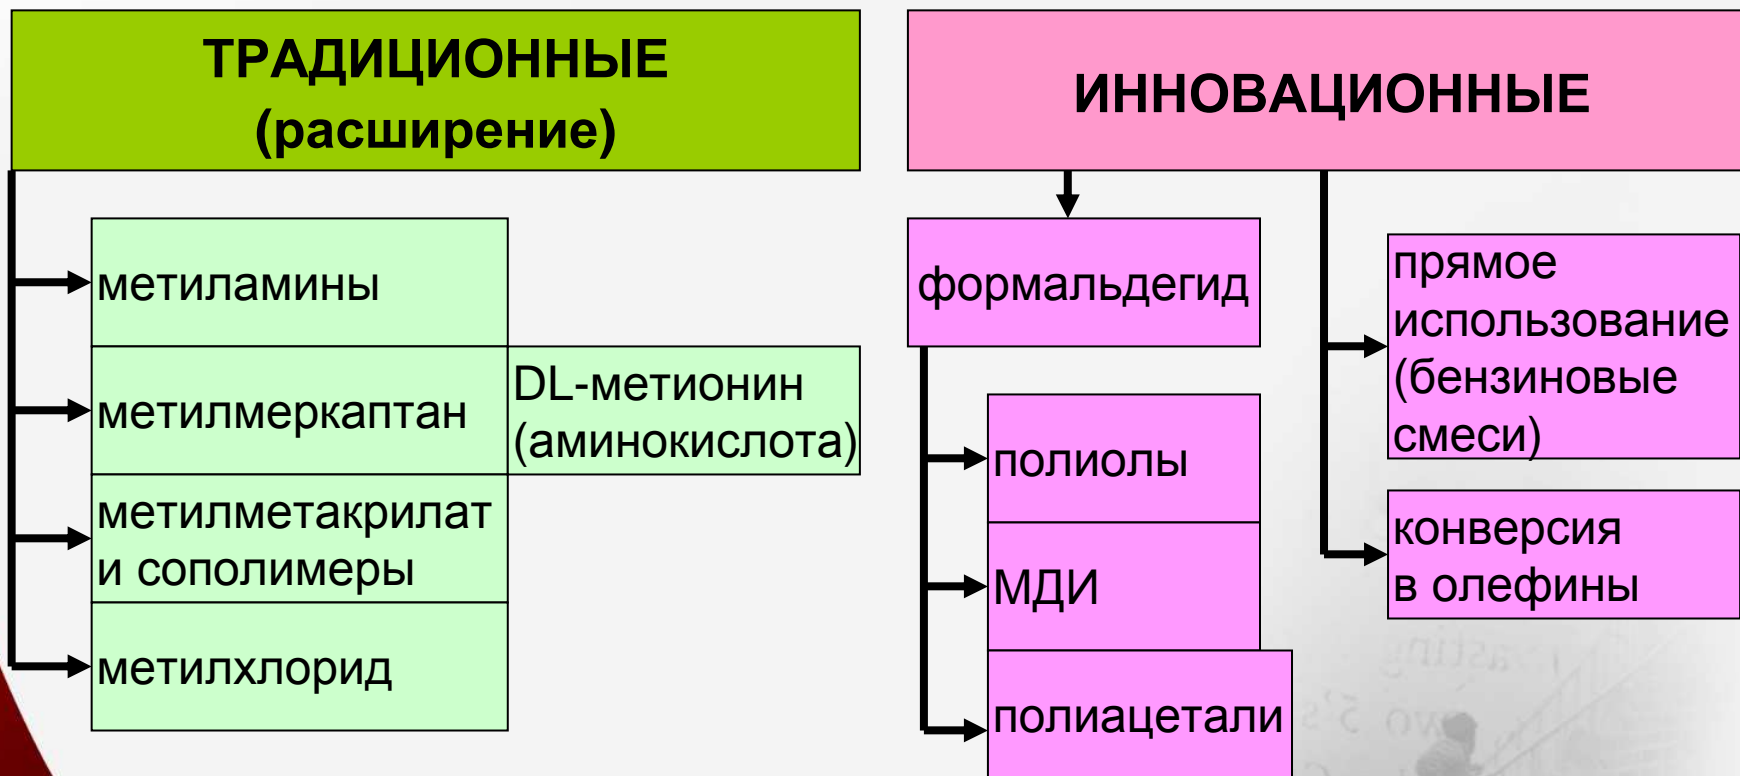 ТРАДИЦИОННЫЕ
(расширение)
метиламины
метилмеркаптан
DL-метионин
(аминокислота)
метилметакрилат
и сополимеры
метилхлорид
ИННОВАЦИОННЫЕ
формальдегид
полиолы
МДИ
полиацетали
прямое
использование
(бензиновые
смеси)
конверсия
в олефины